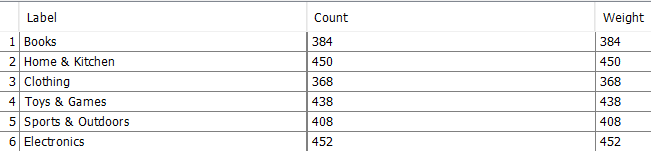 Label Count Weight
1 Books 384 384
2 Home & Kitchen 450 450
3 Clothing 368 368
4 Toys & Games 438 438
5 Sports & Outdoors 408 408
6 Electronics 452 452